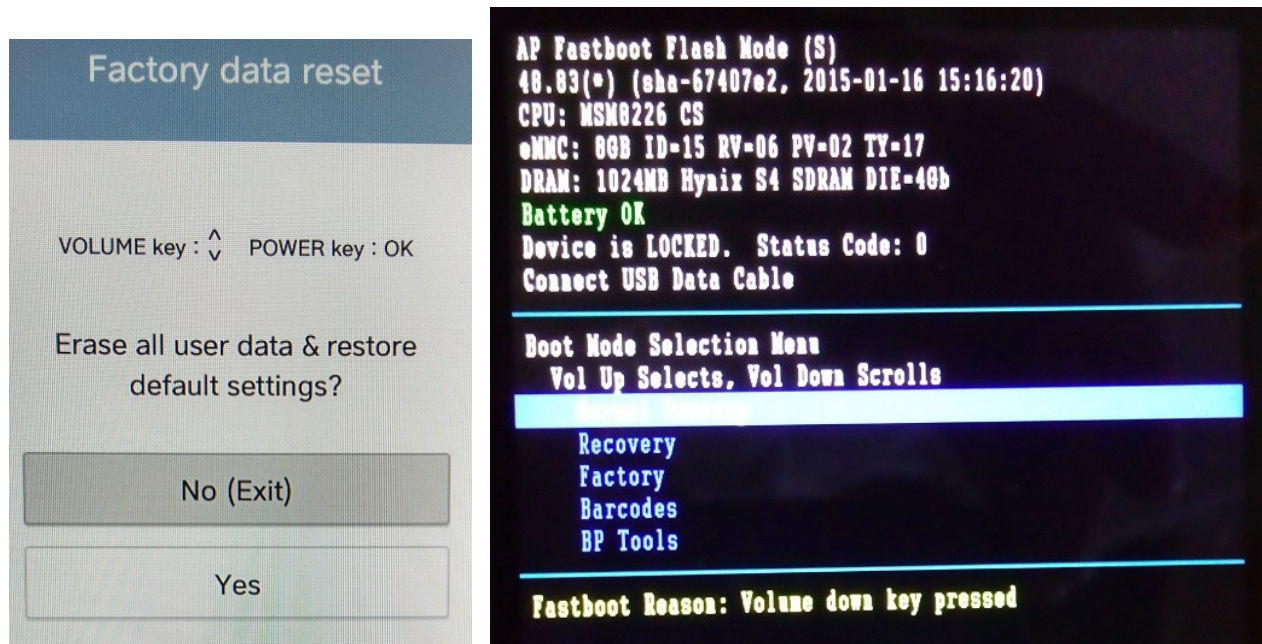 Factory data reset
VOLUME key : ^ v POWER key : OK
Erase all user data & restore
default settings?
No (Exit)
Yes
AP Fastboot Flash Mode (S)
48.83(*) (sha-67407e2, 2015-01-16 15:16:20)
CPU: MSM8226 CS
eMMC: 8GB ID=15 RV=06 PV=02 TY=17
DRAM: 1024MB Hynix S4 SDRAM DIE=4Gb
Battery OK
Device is LOCKED. Status Code: 0
Connect USB Data Cable
Boot Mode Selection Menu
Vol Up Selects, Vol Down Scrolls
Recovery
Factory
Barcodes
BP Tools
Fastboot Reason: Volume down key pressed